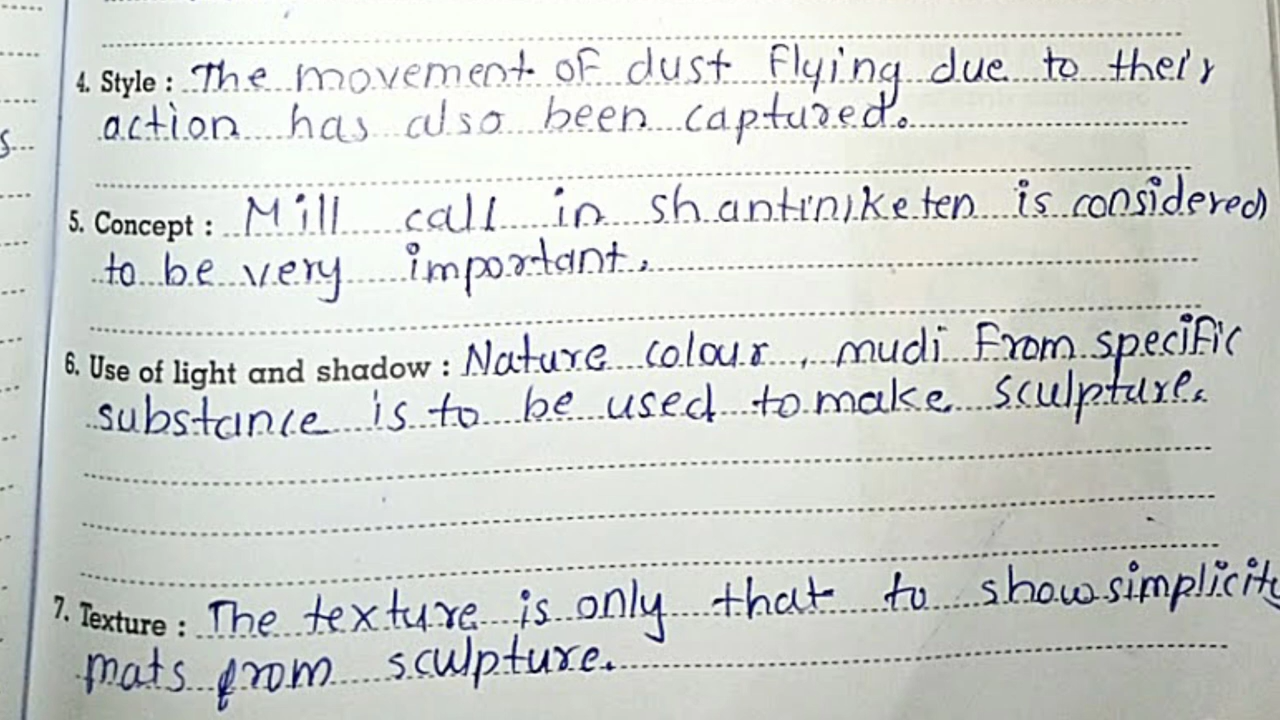 4. Style : The movement of dust flying due to their
action has also been captured.
5. Concept : Mill call in shantiniketen is considered
to be very important.
6. Use of light and shadow : Nature colour, mudi from specific
substance is to be used to make sculpture.
7. Texture : The texture is only that to show simplicity
mats from sculpture.